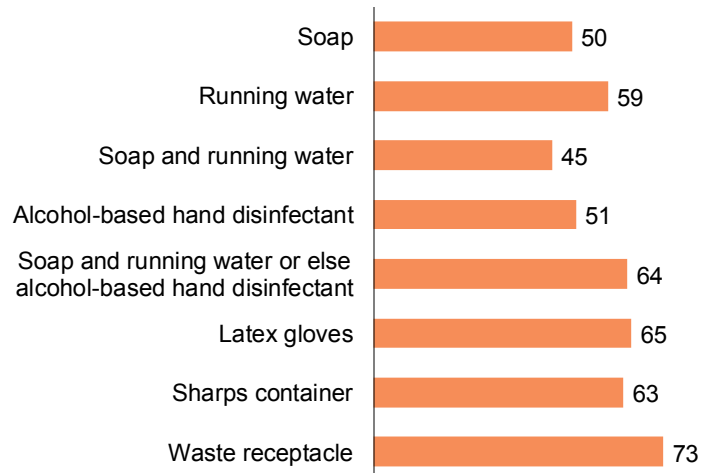 Soap 50
Running water 59
Soap and running water 45
Alcohol-based hand disinfectant 51
Soap and running water or else
alcohol-based hand disinfectant 64
Latex gloves 65
Sharps container 63
Waste receptacle 73